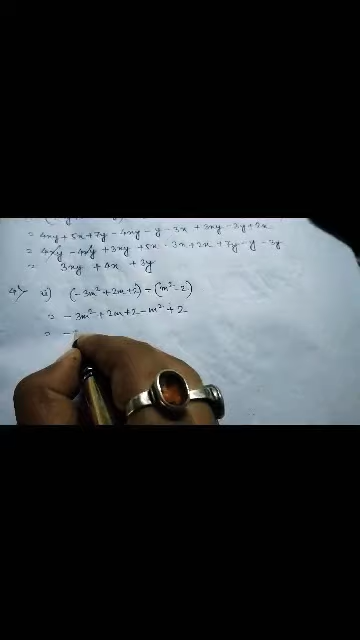 = 4xy + 5x + 7y - 4xy - y - 3x + 3xy - 3y + 2x
= 4xy - 4xy + 3xy + 5x - 3x + 2x + 7y - y - 3y
= 3xy + 4x + 3y
4) (-3m² + 2m + 2) - (m² - 2)
= -3m² + 2m + 2 - m² + 2
= -